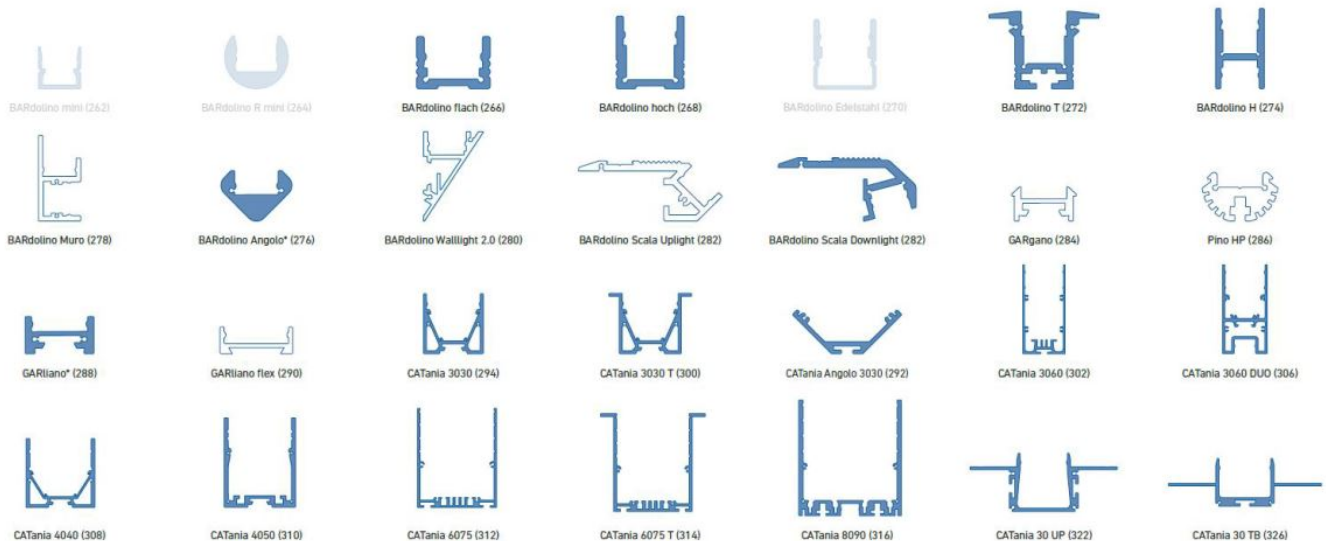 BARdolino mini (262)
BARdolino R mini (264)
BARdolino flach (266)
BARdolino hoch (268)
BARdolino Edelstahl (270)
BARdolino T (272)
BARdolino H (274)
BARdolino Muro (278)
BARdolino Angolo* (276)
BARdolino Walllight 2.0 (280)
BARdolino Scala Uplight (282)
BARdolino Scala Downlight (282)
GARgano (284)
Pino HP (286)
GARliano* (288)
GARliano flex (290)
CATania 3030 (294)
CATania 3030 T (300)
CATania Angolo 3030 (292)
CATania 3060 (302)
CATania 3060 DUO (306)
CATania 4040 (308)
CATania 4050 (310)
CATania 6075 (312)
CATania 6075 T (314)
CATania 8090 (316)
CATania 30 UP (322)
CATania 30 TB (326)